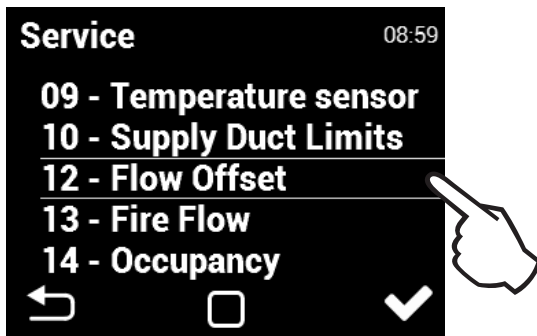 Service 08:59
09 - Temperature sensor
10 - Supply Duct Limits
12 - Flow Offset
13 - Fire Flow
14 - Occupancy